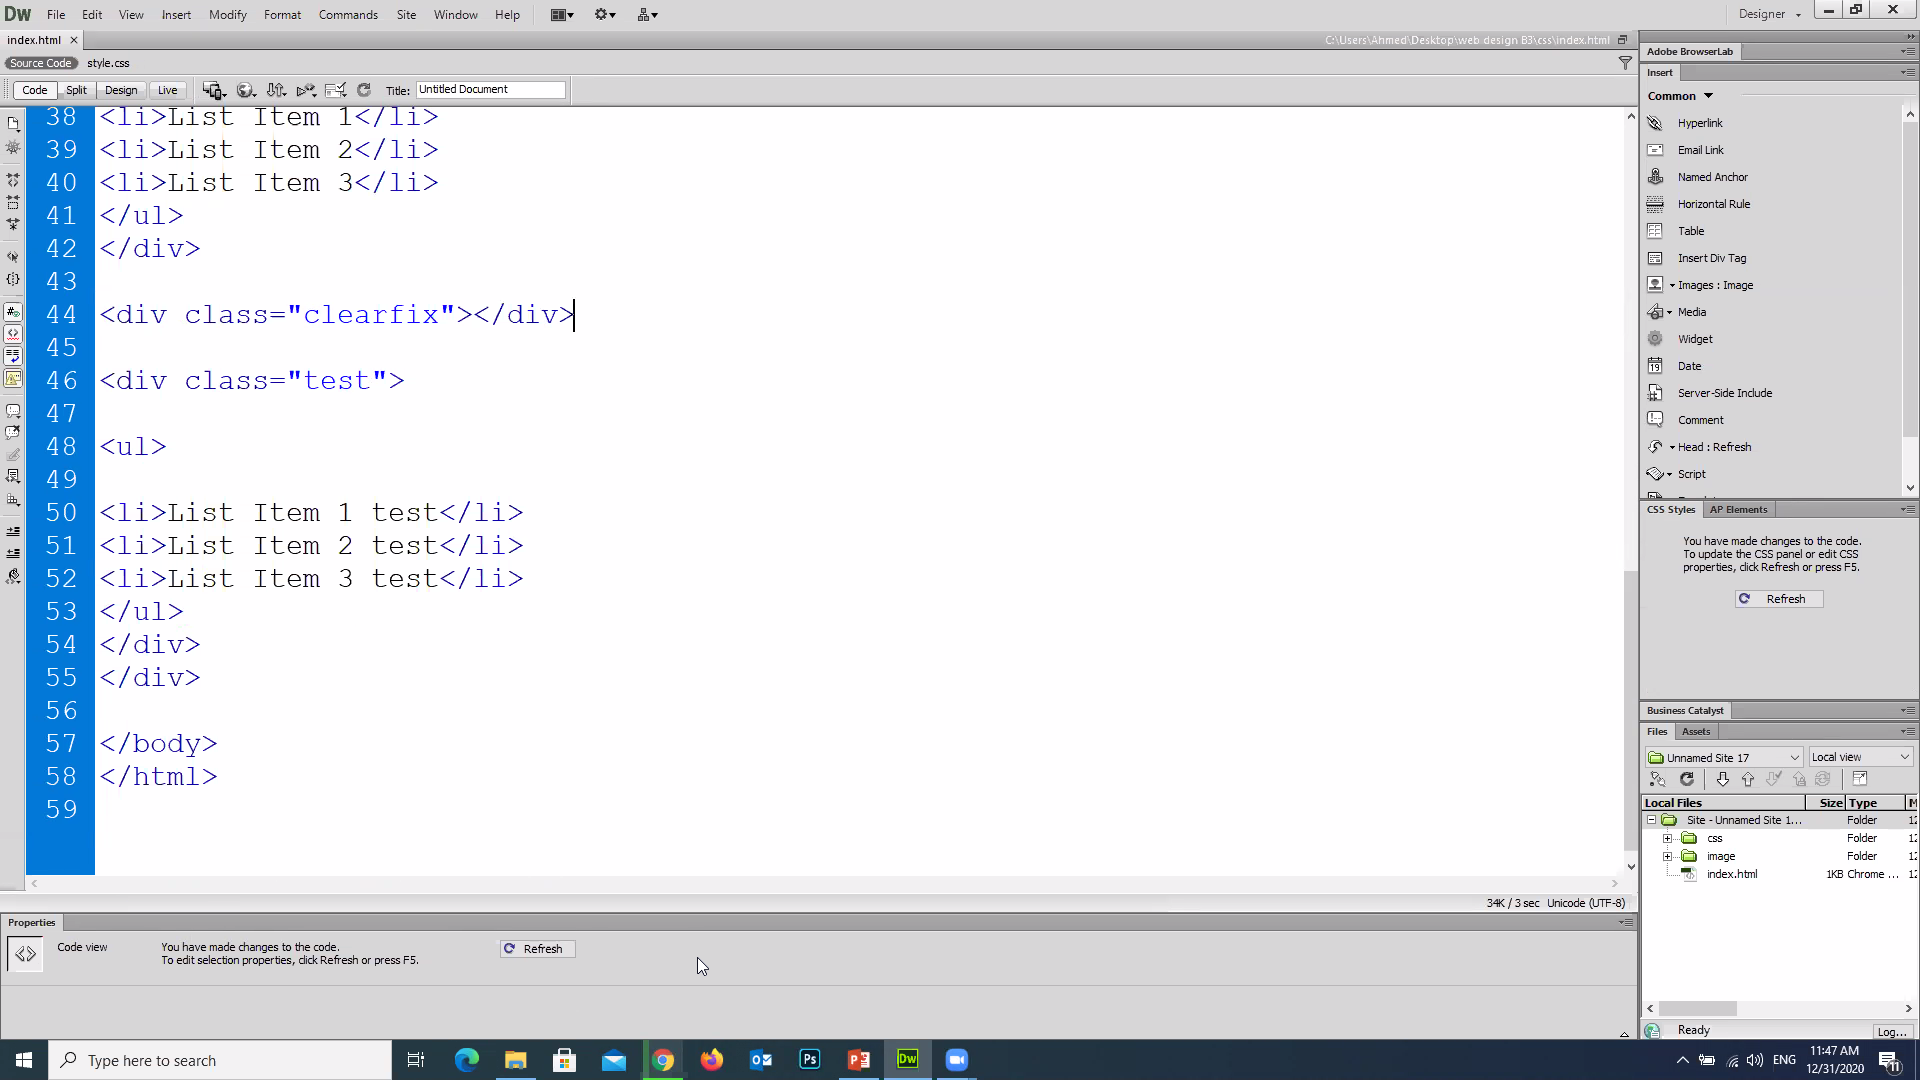 Dw File Edit View Insert Modify Format Commands Site Window Help Designer
index.html
C:\Users\Ahmed\Desktop\web design B3\css\index.html
Source Code style.css
Code Split Design Live Title: Untitled Document
38 <li>List Item 1</li>
39 <li>List Item 2</li>
40 <li>List Item 3</li>
41 </ul>
42 </div>
43
44 <div class="clearfix"></div>
45
46 <div class="test">
47
48 <ul>
49
50 <li>List Item 1 test</li>
51 <li>List Item 2 test</li>
52 <li>List Item 3 test</li>
53 </ul>
54 </div>
55 </div>
56
57 </body>
58 </html>
59
34K / 3 sec Unicode (UTF-8)
Properties
Code view
You have made changes to the code.
To edit selection properties, click Refresh or press F5.
Refresh
Adobe BrowserLab
Insert
Common
Hyperlink
Email Link
Named Anchor
Horizontal Rule
Table
Insert Div Tag
Images : Image
Media
Widget
Date
Server-Side Include
Comment
Head : Refresh
Script
CSS Styles AP Elements
You have made changes to the code.
To update the CSS panel or edit CSS
properties, click Refresh or press F5.
Refresh
Business Catalyst
Files Assets
Unnamed Site 17 Local view
Local Files Size Type M
Site - Unnamed Site 1... Folder 12
css Folder 12
image Folder 12
index.html 1KB Chrome ... 12
Ready Log...
Type here to search
ENG
11:47 AM
12/31/2020
11